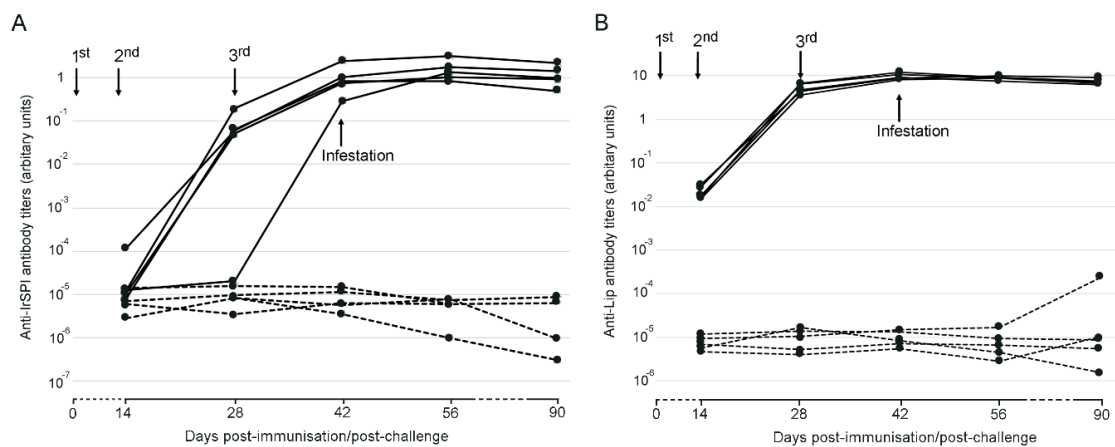 A
1st
2nd
3rd
Infestation
Anti-IrSPI antibody titers (arbitary units)
1
10-1
10-2
10-3
10-4
10-5
10-6
10-7
0 14 28 42 56 90
Days post-immunisation/post-challenge
B
1st
2nd
3rd
Infestation
Anti-Lip antibody titers (arbitary units)
10
1
10-1
10-2
10-3
10-4
10-5
10-6
0 14 28 42 56 90
Days post-immunisation/post-challenge